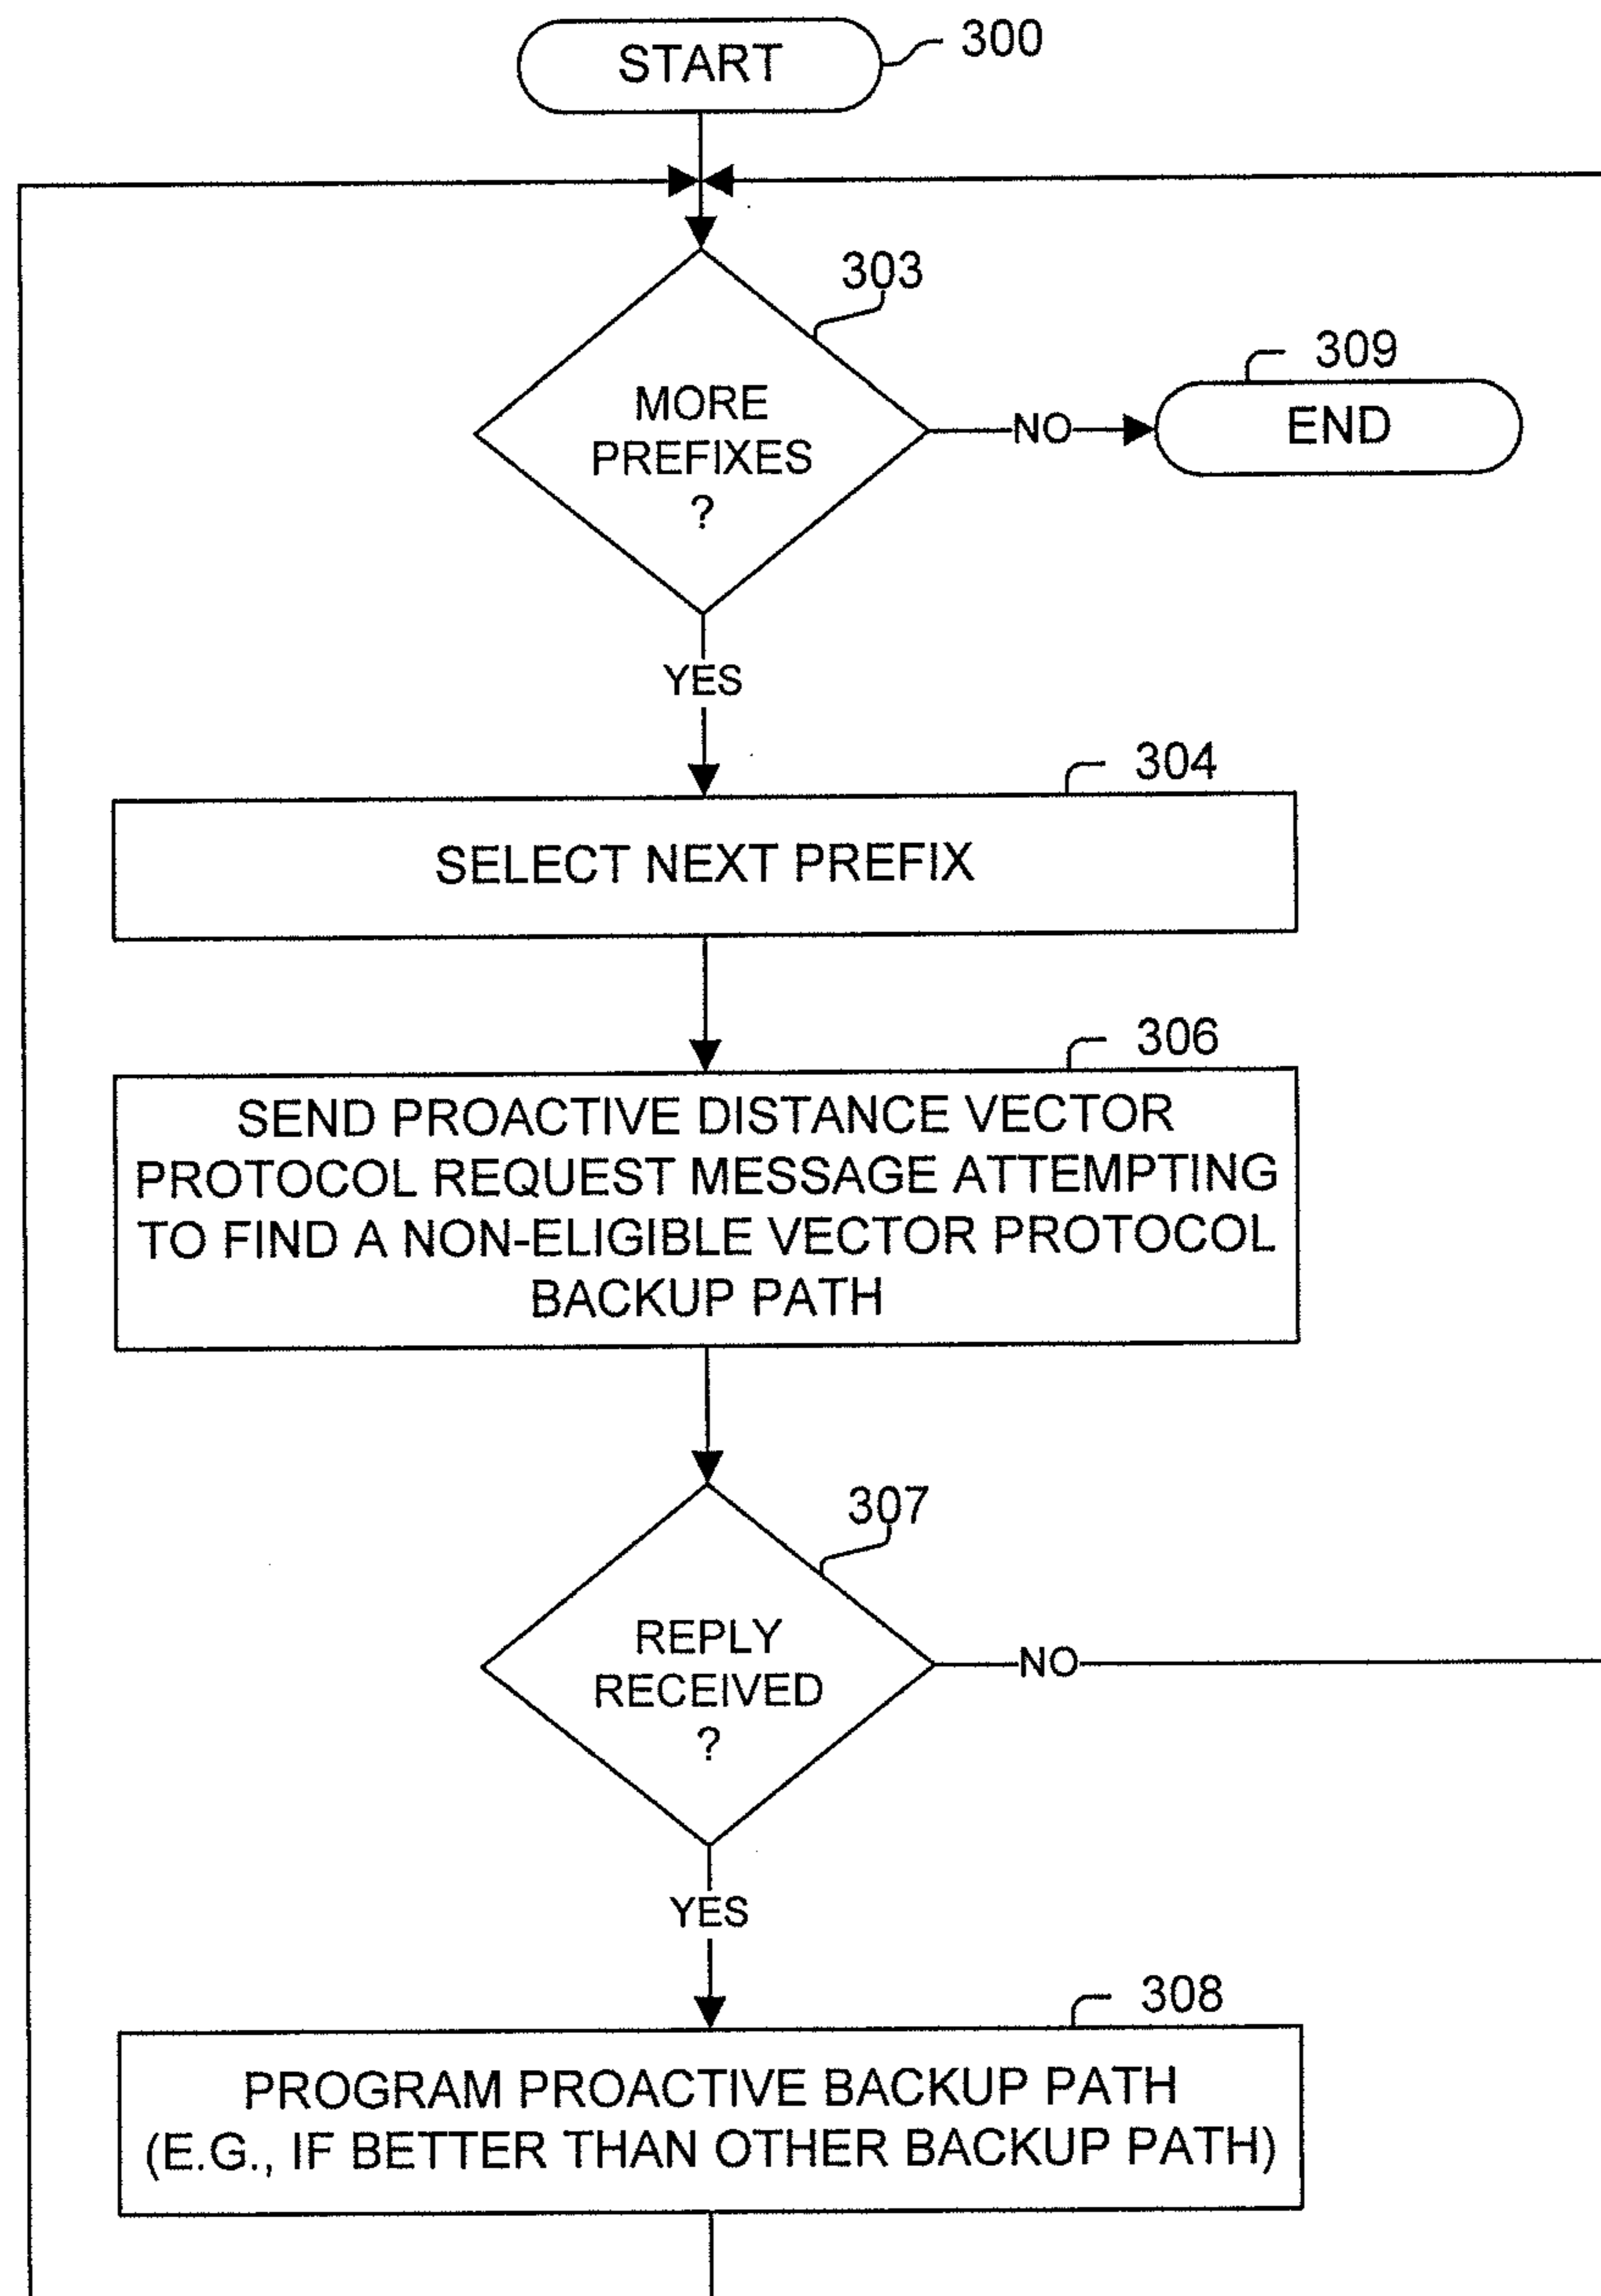 START
300
303
MORE
PREFIXES
?
NO
309
END
YES
304
SELECT NEXT PREFIX
306
SEND PROACTIVE DISTANCE VECTOR
PROTOCOL REQUEST MESSAGE ATTEMPTING
TO FIND A NON-ELIGIBLE VECTOR PROTOCOL
BACKUP PATH
307
REPLY
RECEIVED
?
NO
YES
308
PROGRAM PROACTIVE BACKUP PATH
(E.G., IF BETTER THAN OTHER BACKUP PATH)